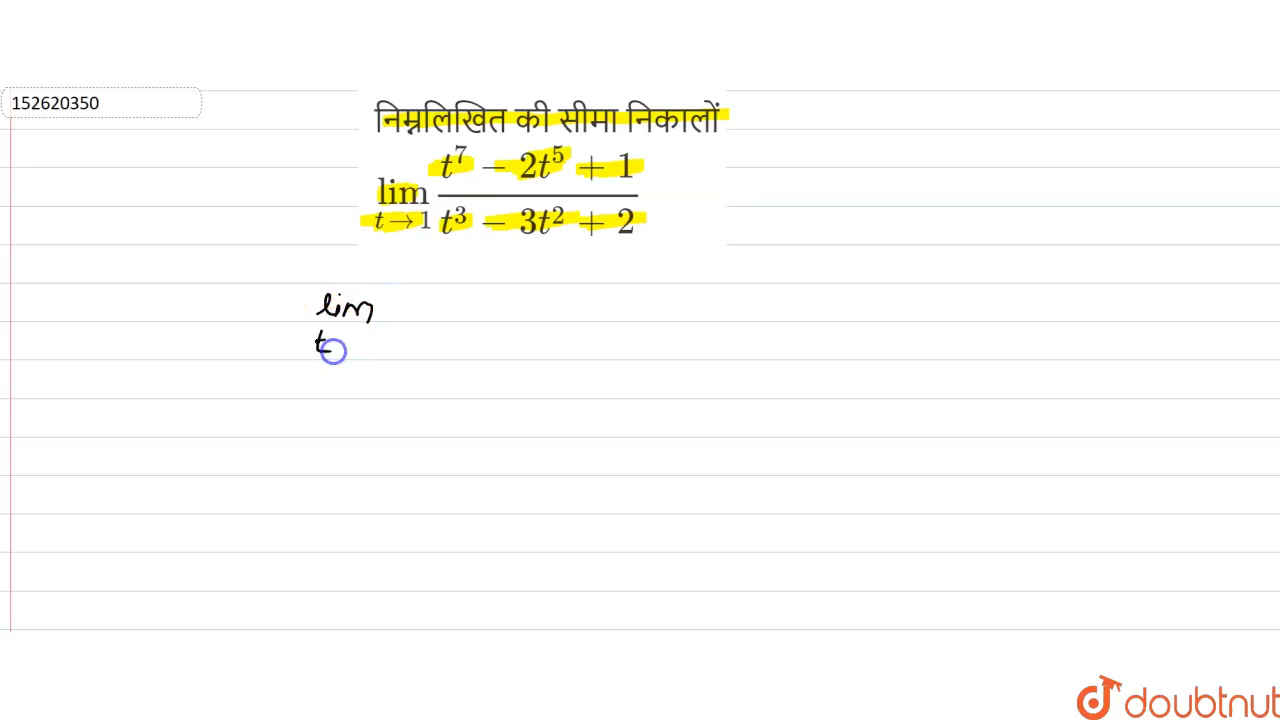 152620350
निम्नलिखित की सीमा निकालों
lim t→1 (t^7 − 2t^5 + 1)/(t^3 − 3t^2 + 2)
lim
t
doubtnut